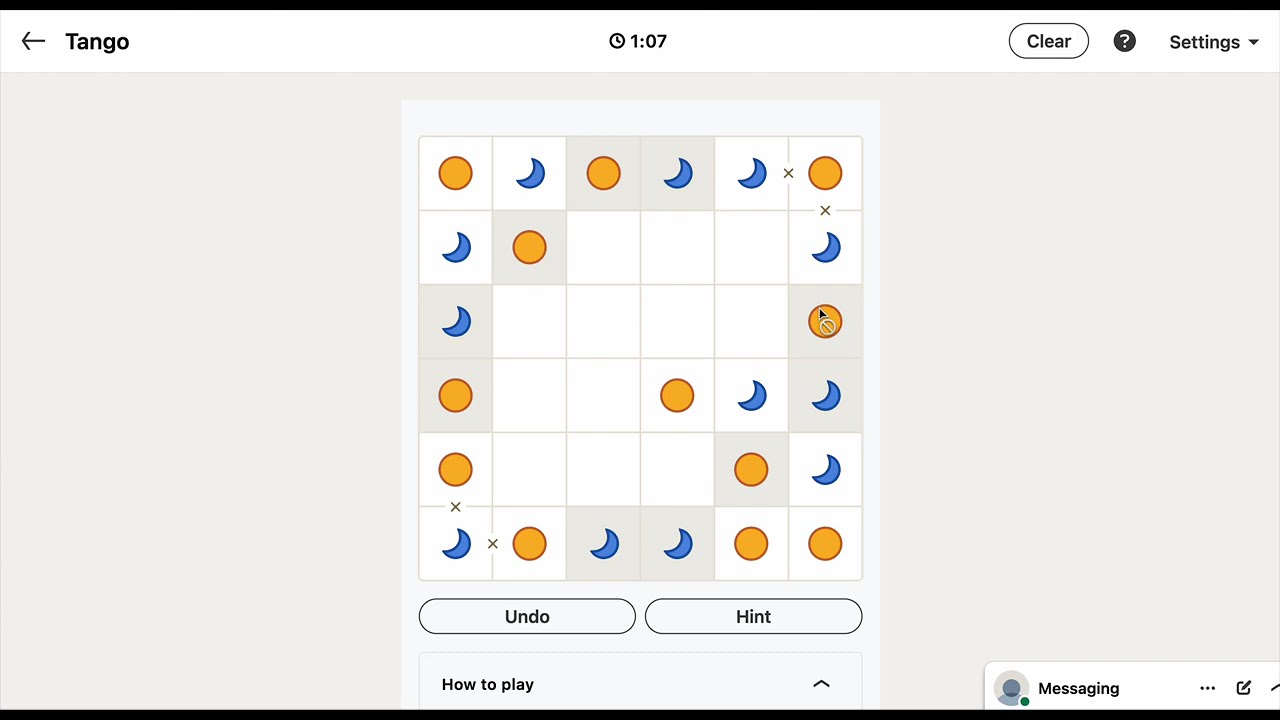 Tango
1:07
Clear
?
Settings
×
×
×
×
Undo
Hint
How to play
Messaging